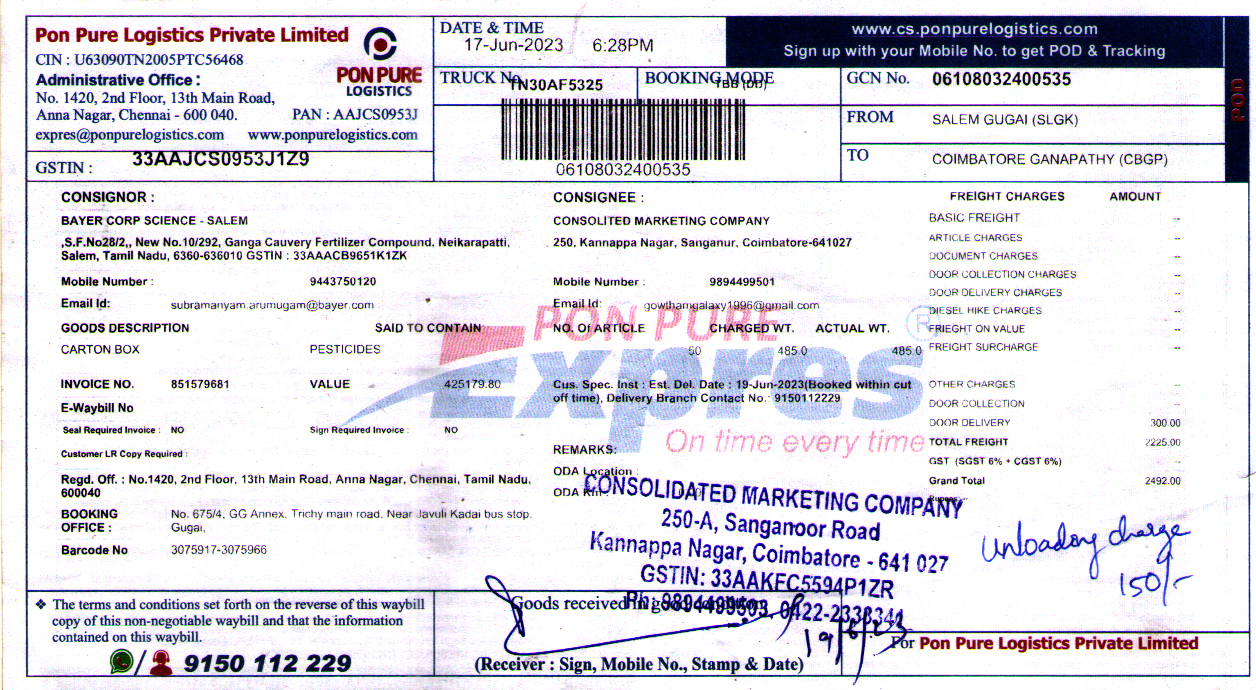 Pon Pure Logistics Private Limited
CIN : U63090TN2005PTC56468
Administrative Office :
No. 1420, 2nd Floor, 13th Main Road,
Anna Nagar, Chennai - 600 040. PAN : AAJCS0953J
expres@ponpurelogistics.com www.ponpurelogistics.com
PON PURE
LOGISTICS
GSTIN : 33AAJCS0953J1Z9
DATE & TIME
17-Jun-2023 6:28PM
TRUCK No. TN30AF5325
BOOKING MODE
TBB (DD)
06108032400535
www.cs.ponpurelogistics.com
Sign up with your Mobile No. to get POD & Tracking
GCN No. 06108032400535
FROM SALEM GUGAI (SLGK)
TO COIMBATORE GANAPATHY (CBGP)
POD
CONSIGNOR :
BAYER CORP SCIENCE - SALEM
,S.F.No28/2,, New No.10/292, Ganga Cauvery Fertilizer Compound, Neikarapatti,
Salem, Tamil Nadu, 6360-636010 GSTIN : 33AAACB9651K1ZK
Mobile Number : 9443750120
Email Id: subramanyam.arumugam@bayer.com
GOODS DESCRIPTION SAID TO CONTAIN
CARTON BOX PESTICIDES
INVOICE NO. 851579681 VALUE 425179.80
E-Waybill No
Seal Required Invoice : NO Sign Required Invoice : NO
Customer LR Copy Required :
Regd. Off. : No.1420, 2nd Floor, 13th Main Road, Anna Nagar, Chennai, Tamil Nadu,
600040
BOOKING OFFICE : No. 675/4, GG Annex, Trichy main road, Near Javuli Kadai bus stop.
Gugai,
Barcode No 3075917-3075966
CONSIGNEE :
CONSOLITED MARKETING COMPANY
250, Kannappa Nagar, Sanganur, Coimbatore-641027
Mobile Number : 9894499501
Email Id: gowthamgalaxy1996@gmail.com
NO. Of ARTICLE CHARGED WT. ACTUAL WT.
50 485.0 485.0
Cus. Spec. Inst : Est. Del. Date : 19-Jun-2023(Booked within cut
off time), Delivery Branch Contact No.: 9150112229
REMARKS:
ODA Location :
ODA Km :
PON PURE
Expres ®
On time every time
FREIGHT CHARGES AMOUNT
BASIC FREIGHT --
ARTICLE CHARGES --
DOCUMENT CHARGES --
DOOR COLLECTION CHARGES --
DOOR DELIVERY CHARGES --
DIESEL HIKE CHARGES --
FRIEGHT ON VALUE --
FREIGHT SURCHARGE --
OTHER CHARGES --
DOOR COLLECTION --
DOOR DELIVERY 300.00
TOTAL FREIGHT 2225.00
GST (SGST 6% + CGST 6%) --
Grand Total 2492.00
Rupees--
CONSOLIDATED MARKETING COMPANY
250-A, Sanganoor Road
Kannappa Nagar, Coimbatore - 641 027
GSTIN: 33AAKFC5594P1ZR
Ph: 9894499503, 0422-2338341
Unloading charge
150/-
❖ The terms and conditions set forth on the reverse of this waybill
copy of this non-negotiable waybill and that the information
contained on this waybill.
9150 112 229
Goods received in good condition
19/6/23
(Receiver : Sign, Mobile No., Stamp & Date)
For Pon Pure Logistics Private Limited